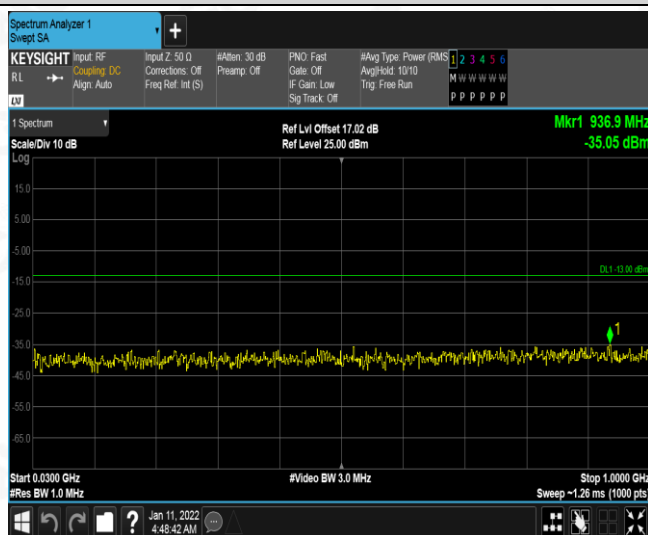 Spectrum Analyzer 1
Swept SA
+
KEYSIGHT
RL
Input: RF
Coupling: DC
Align: Auto
Input Z: 50 Ω
Corrections: Off
Freq Ref: Int (S)
#Atten: 30 dB
Preamp: Off
PNO: Fast
Gate: Off
IF Gain: Low
Sig Track: Off
#Avg Type: Power (RMS
Avg|Hold: 10/10
Trig: Free Run
1 2 3 4 5 6
M W W W W W
P P P P P P
LXI
1 Spectrum
Scale/Div 10 dB
Ref Lvl Offset 17.02 dB
Ref Level 25.00 dBm
Mkr1 936.9 MHz
-35.05 dBm
Log
15.0
5.00
-5.00
DL1 -13.00 dBm
-15.0
-25.0
1
-35.0
-45.0
-55.0
-65.0
Start 0.0300 GHz
#Res BW 1.0 MHz
#Video BW 3.0 MHz
Stop 1.0000 GHz
Sweep ~1.26 ms (1000 pts)
?
Jan 11, 2022
4:48:42 AM